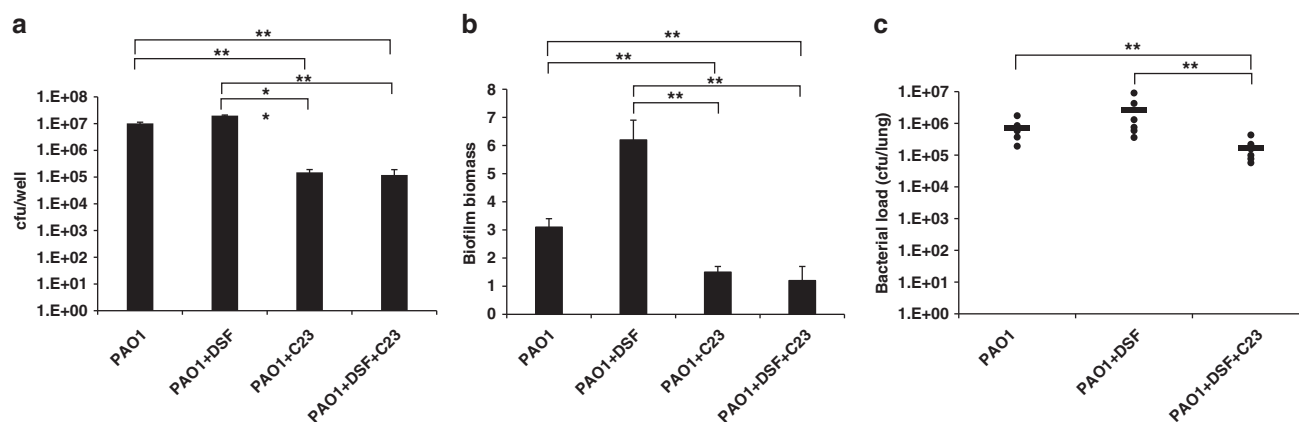 a
**
**
**
*
*
1.E+08
1.E+07
1.E+06
1.E+05
1.E+04
1.E+03
1.E+02
1.E+01
1.E+00
cfu/well
PAO1
PAO1+DSF
PAO1+C23
PAO1+DSF+C23
b
**
**
**
**
8
7
6
5
4
3
2
1
0
Biofilm biomass
PAO1
PAO1+DSF
PAO1+C23
PAO1+DSF+C23
c
**
**
1.E+07
1.E+06
1.E+05
1.E+04
1.E+03
1.E+02
1.E+01
1.E+00
Bacterial load (cfu/lung)
PAO1
PAO1+DSF
PAO1+DSF+C23